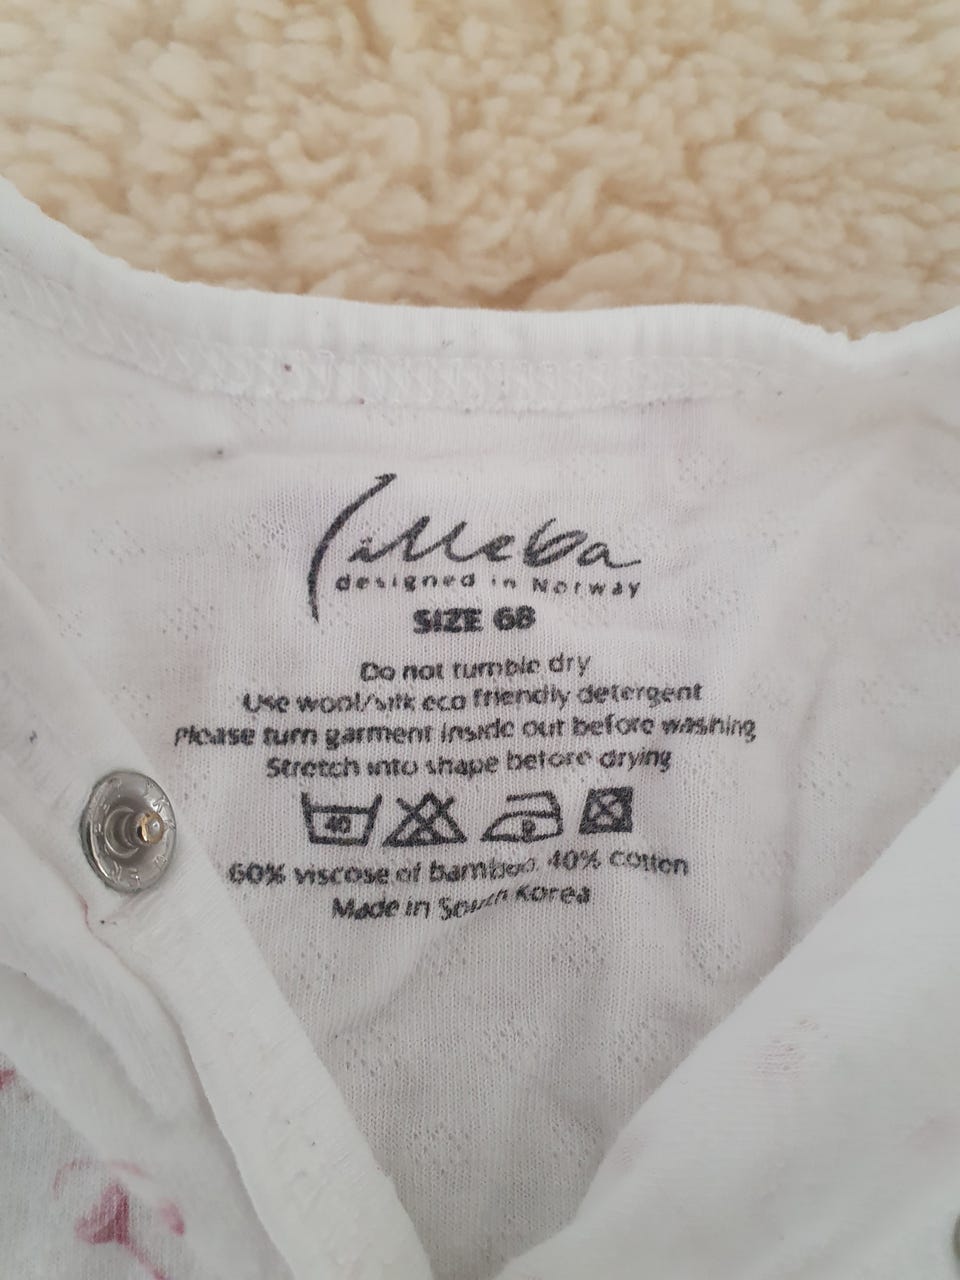 Lilleba
designed in Norway
SIZE 68
Do not tumble dry
Use wool/silk eco friendly detergent
Please turn garment inside out before washing
Stretch into shape before drying
40
60% viscose of bamboo, 40% cotton
Made in South Korea